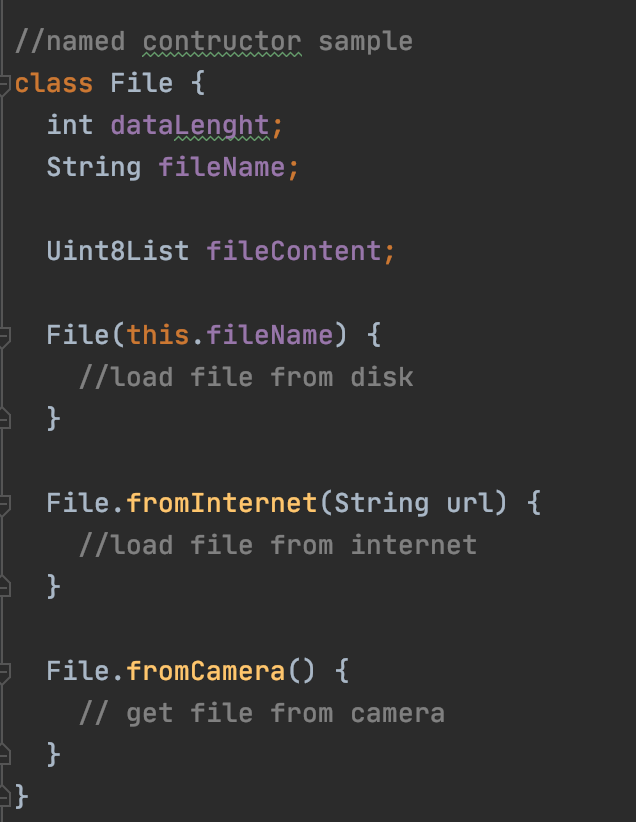 //named contructor sample
class File {
  int dataLenght;
  String fileName;

  Uint8List fileContent;

  File(this.fileName) {
    //load file from disk
  }

  File.fromInternet(String url) {
    //load file from internet
  }

  File.fromCamera() {
    // get file from camera
  }
}